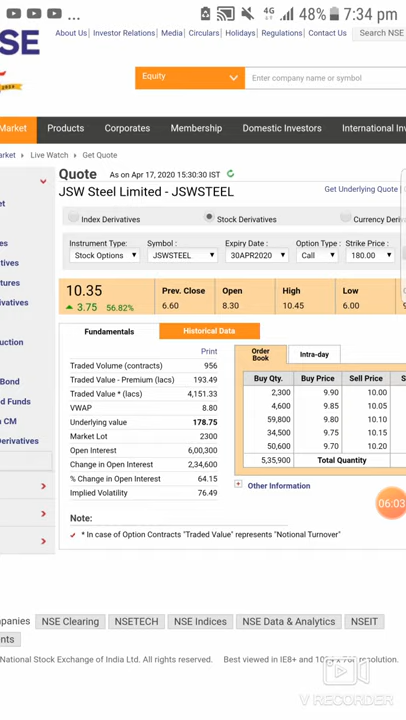 ... 4G 48% 7:34 pm
SE
About Us | Investor Relations | Media | Circulars | Holidays | Regulations | Contact Us Search NSE
Equity Enter company name or symbol
Market Products Corporates Membership Domestic Investors International Inv
arket › Live Watch › Get Quote
Quote As on Apr 17, 2020 15:30:30 IST
JSW Steel Limited - JSWSTEEL Get Underlying Quote |
Index Derivatives Stock Derivatives Currency Deriv
Instrument Type: Symbol : Expiry Date : Option Type : Strike Price :
Stock Options JSWSTEEL 30APR2020 Call 180.00
10.35 Prev. Close Open High Low
3.75 56.82% 6.60 8.30 10.45 6.00
Fundamentals Historical Data
Print
Traded Volume (contracts) 956
Traded Value - Premium (lacs) 193.49
Traded Value * (lacs) 4,151.33
VWAP 8.80
Underlying value 178.75
Market Lot 2300
Open Interest 6,00,300
Change in Open Interest 2,34,600
% Change in Open Interest 64.15
Implied Volatility 76.49
Order Book Intra-day
Buy Qty. Buy Price Sell Price S
2,300 9.90 10.00
4,600 9.85 10.05
59,800 9.80 10.10
34,500 9.75 10.15
50,600 9.70 10.20
5,35,900 Total Quantity
Other Information
06:03
Note:
* In case of Option Contracts "Traded Value" represents "Notional Turnover"
et
es
tives
tures
ivatives
uction
Bond
d Funds
n CM
Derivatives
mpanies NSE Clearing NSETECH NSE Indices NSE Data & Analytics NSEIT
nts
National Stock Exchange of India Ltd. All rights reserved. Best viewed in IE8+ and 1024 x 768 resolution.
V RECORDER